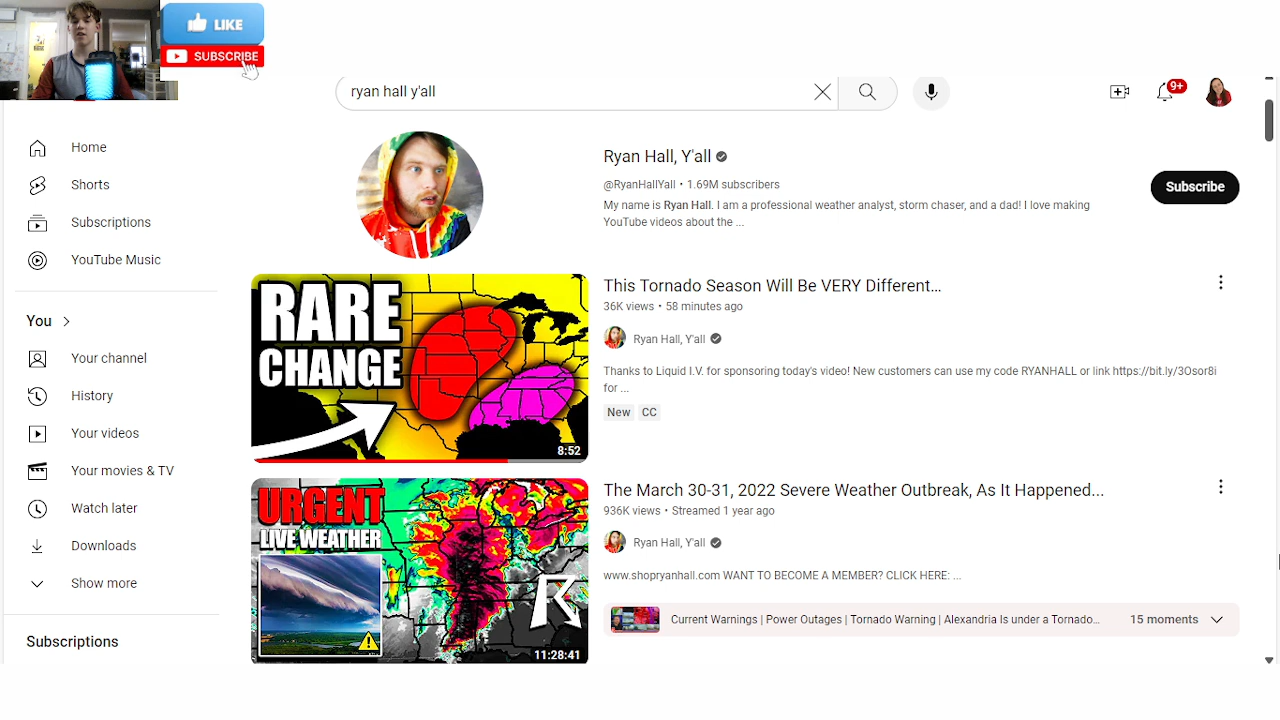 LIKE
SUBSCRIBE
ryan hall y'all
9+
Home
Shorts
Subscriptions
YouTube Music
You
Your channel
History
Your videos
Your movies & TV
Watch later
Downloads
Show more
Subscriptions
Ryan Hall, Y'all
@RyanHallYall • 1.69M subscribers
My name is Ryan Hall. I am a professional weather analyst, storm chaser, and a dad! I love making
YouTube videos about the ...
Subscribe
RARE
CHANGE
8:52
This Tornado Season Will Be VERY Different…
36K views • 58 minutes ago
Ryan Hall, Y'all
Thanks to Liquid I.V. for sponsoring today's video! New customers can use my code RYANHALL or link https://bit.ly/3Osor8i
for ...
New CC
URGENT
LIVE WEATHER
R
11:28:41
The March 30-31, 2022 Severe Weather Outbreak, As It Happened...
936K views • Streamed 1 year ago
Ryan Hall, Y'all
www.shopryanhall.com WANT TO BECOME A MEMBER? CLICK HERE: ...
Current Warnings | Power Outages | Tornado Warning | Alexandria Is under a Tornado… 15 moments